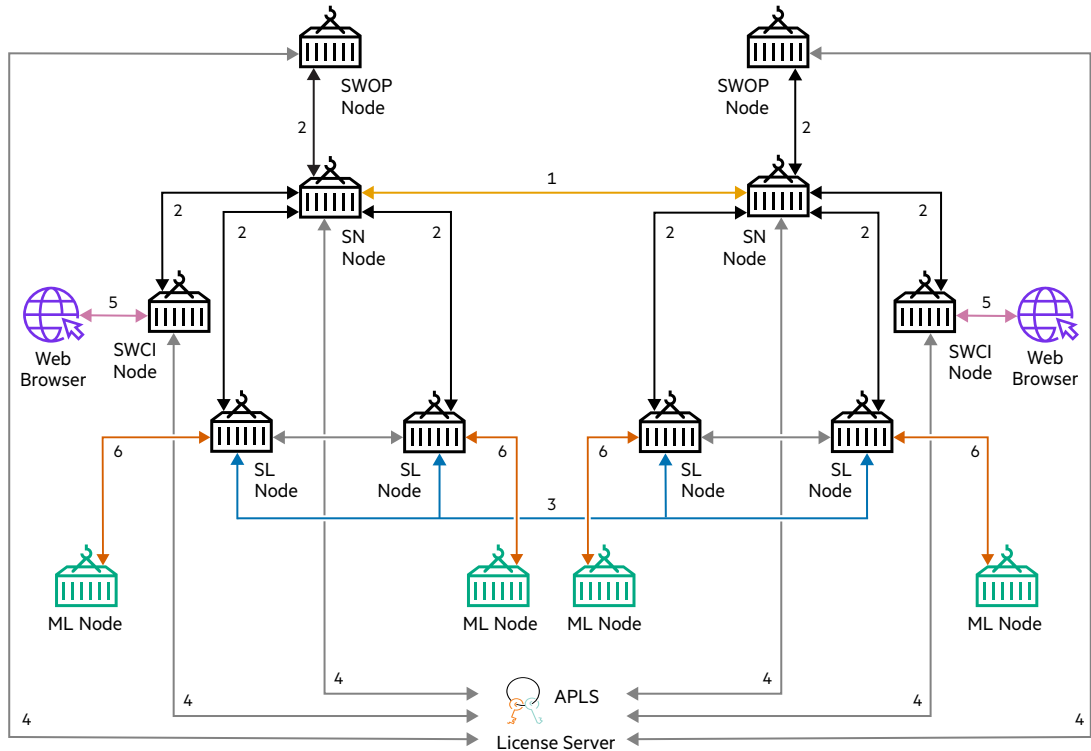 SWOP
Node
SWOP
Node
2
2
1
2
2
2
2
2
2
SN
Node
SN
Node
5
5
Web
Browser
SWCI
Node
SWCI
Node
Web
Browser
6
6
6
6
SL
Node
SL
Node
SL
Node
SL
Node
3
ML Node
ML Node
ML Node
ML Node
4
4
4
4
4
4
APLS
License Server